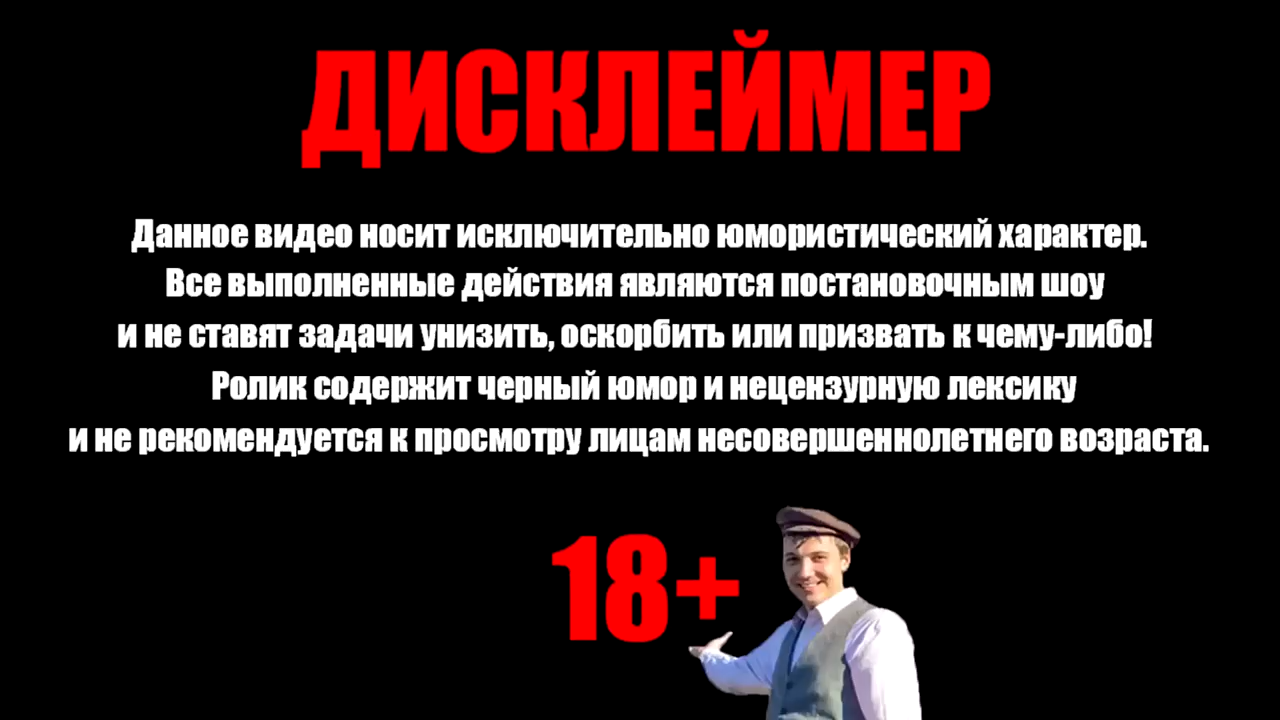 ДИСКЛЕЙМЕР
Данное видео носит исключительно юмористический характер.
Все выполненные действия являются постановочным шоу
и не ставят задачи унизить, оскорбить или призвать к чему-либо!
Ролик содержит черный юмор и нецензурную лексику
и не рекомендуется к просмотру лицам несовершеннолетнего возраста.
18+